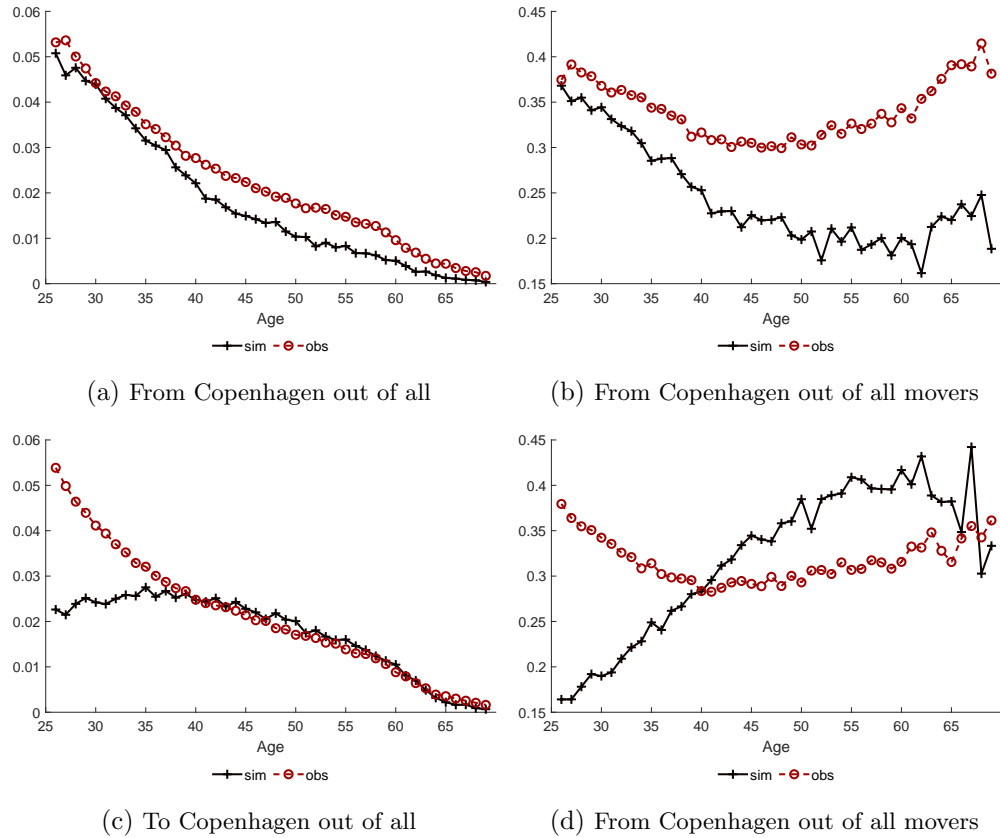 0.06
0.05
0.04
0.03
0.02
0.01
0
25 30 35 40 45 50 55 60 65
Age
sim obs
(a) From Copenhagen out of all
0.45
0.4
0.35
0.3
0.25
0.2
0.15
25 30 35 40 45 50 55 60 65
Age
sim obs
(b) From Copenhagen out of all movers
0.06
0.05
0.04
0.03
0.02
0.01
0
25 30 35 40 45 50 55 60 65
Age
sim obs
(c) To Copenhagen out of all
0.45
0.4
0.35
0.3
0.25
0.2
0.15
25 30 35 40 45 50 55 60 65
Age
sim obs
(d) From Copenhagen out of all movers